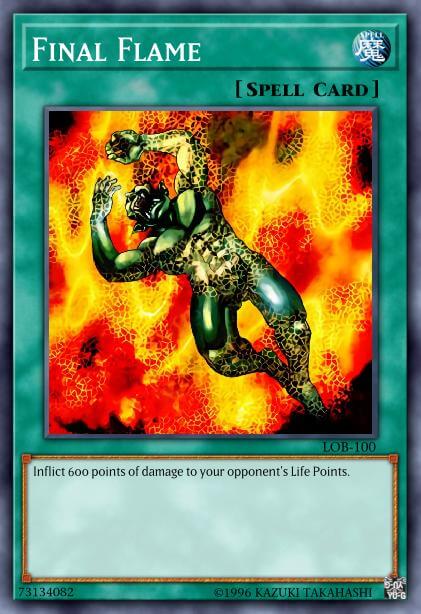 FINAL FLAME
SPELL
魔
[SPELL CARD]
LOB-100
Inflict 600 points of damage to your opponent's Life Points.
73134082
©1996 KAZUKI TAKAHASHI